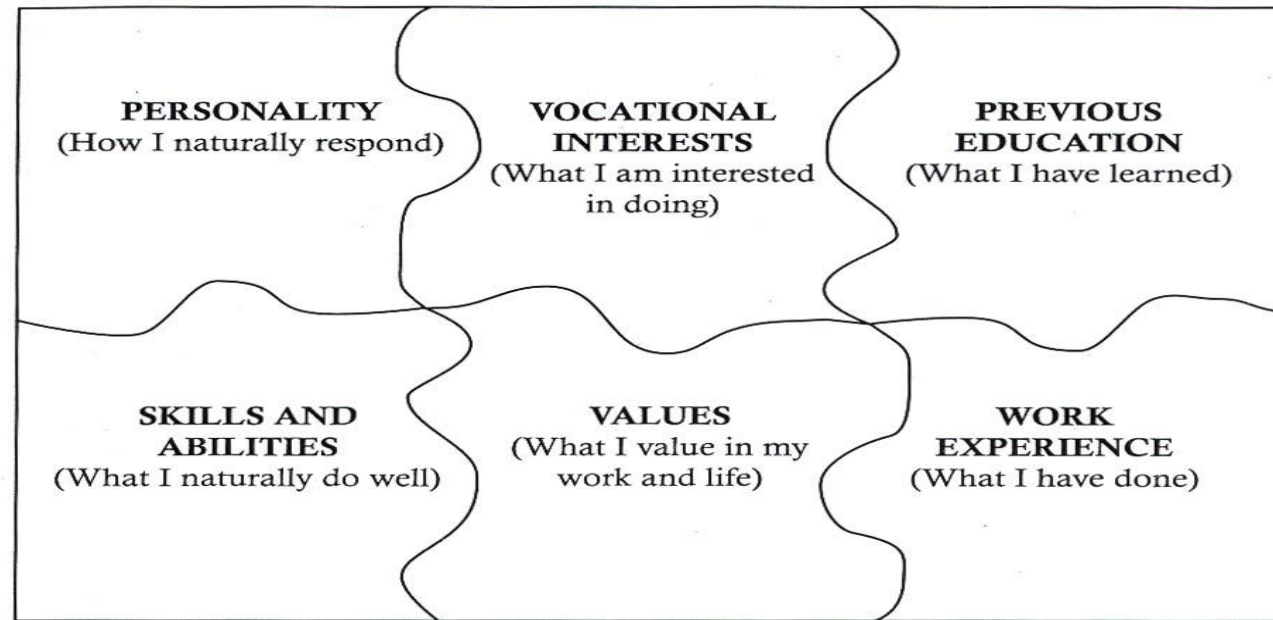 PERSONALITY
(How I naturally respond)
VOCATIONAL
INTERESTS
(What I am interested
in doing)
PREVIOUS
EDUCATION
(What I have learned)
SKILLS AND
ABILITIES
(What I naturally do well)
VALUES
(What I value in my
work and life)
WORK
EXPERIENCE
(What I have done)